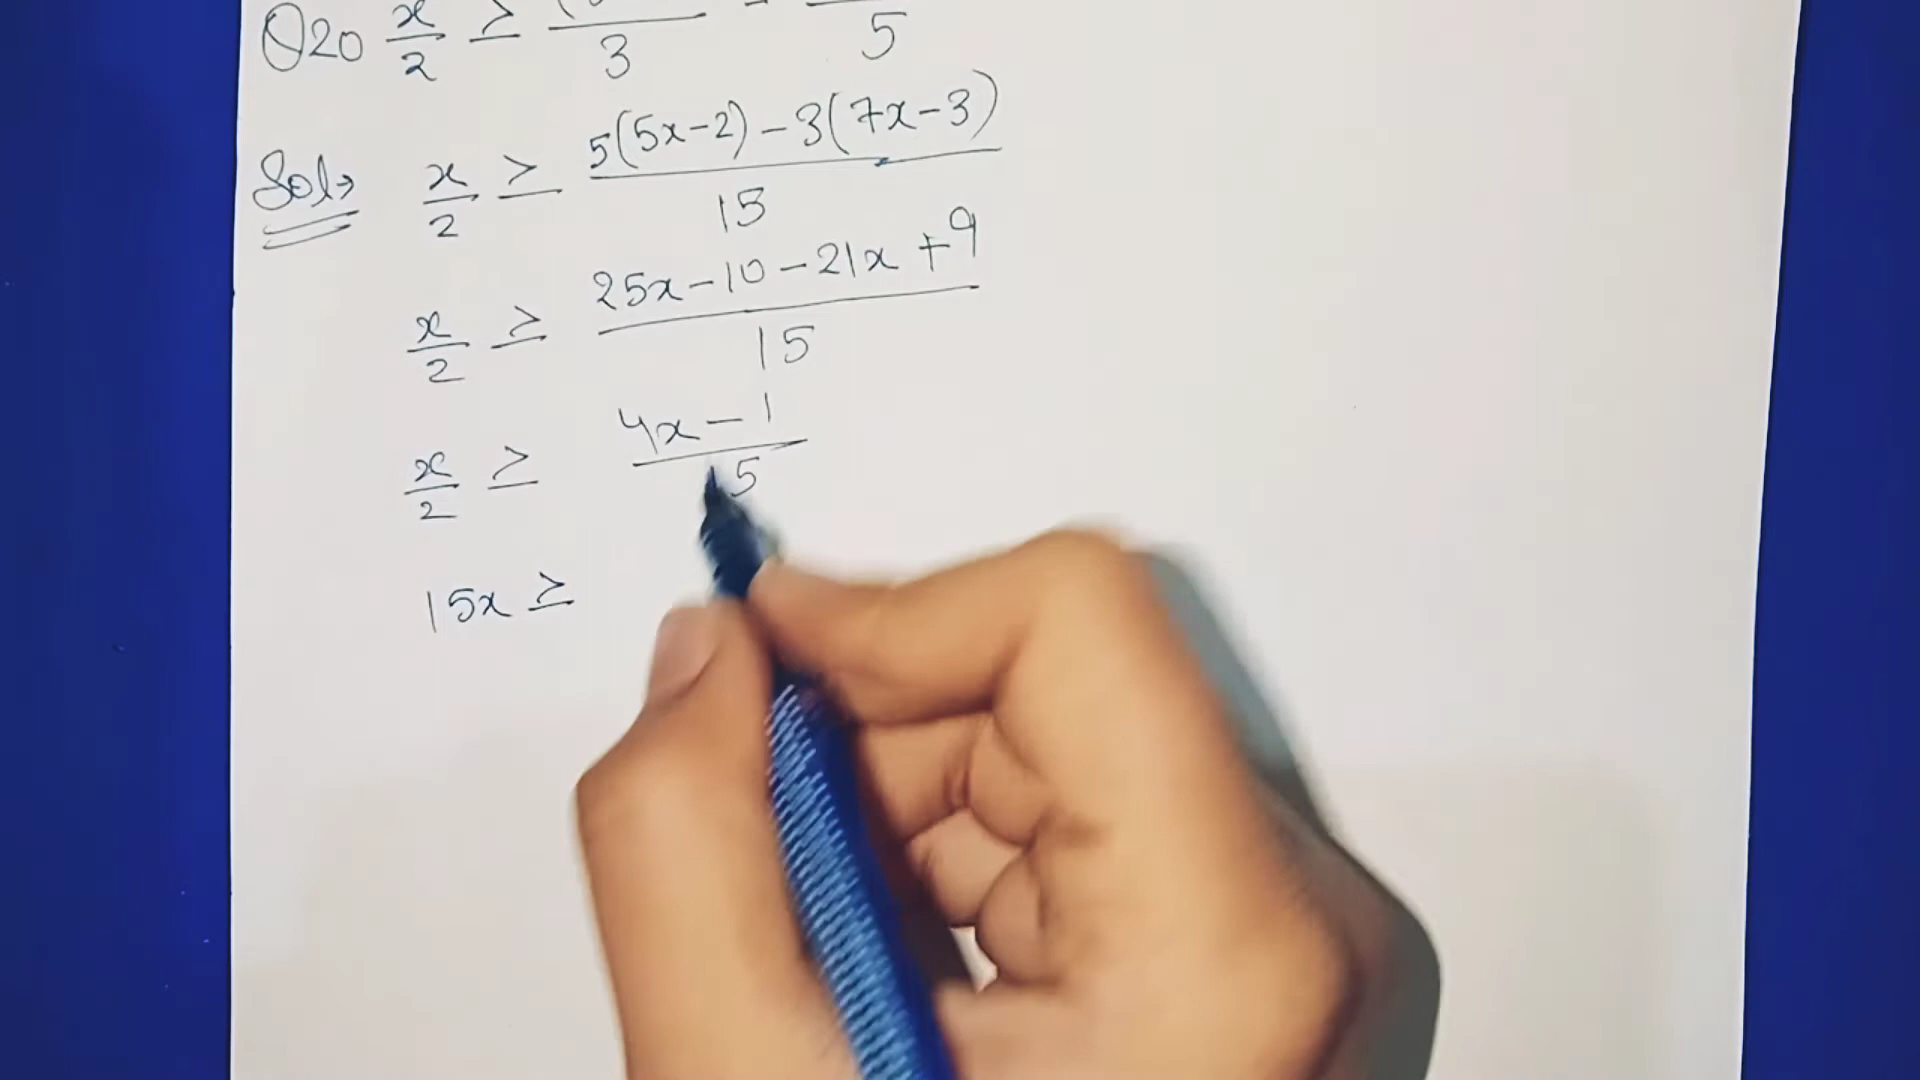 Q20 x/2 ≥ /3 - /5
Sol→ x/2 ≥ 5(5x-2)-3(7x-3)/15
x/2 ≥ 25x-10-21x+9/15
x/2 ≥ 4x-1/15
15x ≥